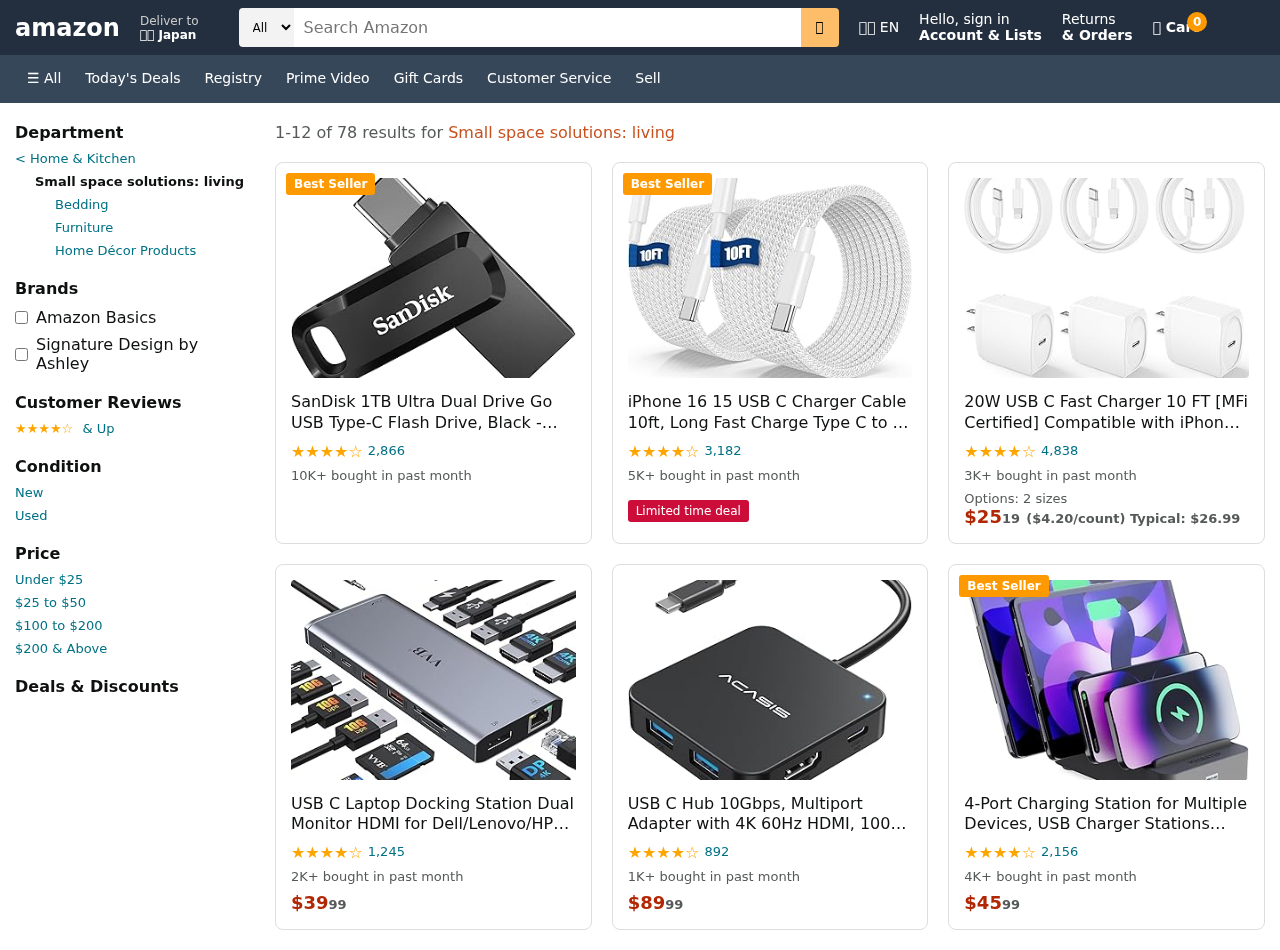 amazon
Deliver to
Japan
All
Search Amazon
EN
Hello, sign in
Account & Lists
Returns
& Orders
0
☰ All
Today's Deals
Registry
Prime Video
Gift Cards
Customer Service
Sell
Department
< Home & Kitchen
Small space solutions: living
Bedding
Furniture
Home Décor Products
Brands
Amazon Basics
Signature Design by
Ashley
Customer Reviews
★★★★☆ & Up
Condition
New
Used
Price
Under $25
$25 to $50
$100 to $200
$200 & Above
Deals & Discounts
1-12 of 78 results for Small space solutions: living
Best Seller
SanDisk
SanDisk 1TB Ultra Dual Drive Go
USB Type-C Flash Drive, Black -...
★★★★☆ 2,866
10K+ bought in past month
Best Seller
10FT
10FT
iPhone 16 15 USB C Charger Cable
10ft, Long Fast Charge Type C to ...
★★★★☆ 3,182
5K+ bought in past month
Limited time deal
20W USB C Fast Charger 10 FT [MFi
Certified] Compatible with iPhon...
★★★★☆ 4,838
3K+ bought in past month
Options: 2 sizes
$25 19 ($4.20/count) Typical: $26.99
VVB
4K
4K
10G
10G
10G
64
VVB
DP
4K
USB C Laptop Docking Station Dual
Monitor HDMI for Dell/Lenovo/HP...
★★★★☆ 1,245
2K+ bought in past month
$39 99
ACASIS
USB C Hub 10Gbps, Multiport
Adapter with 4K 60Hz HDMI, 100...
★★★★☆ 892
1K+ bought in past month
$89 99
Best Seller
4-Port Charging Station for Multiple
Devices, USB Charger Stations...
★★★★☆ 2,156
4K+ bought in past month
$45 99